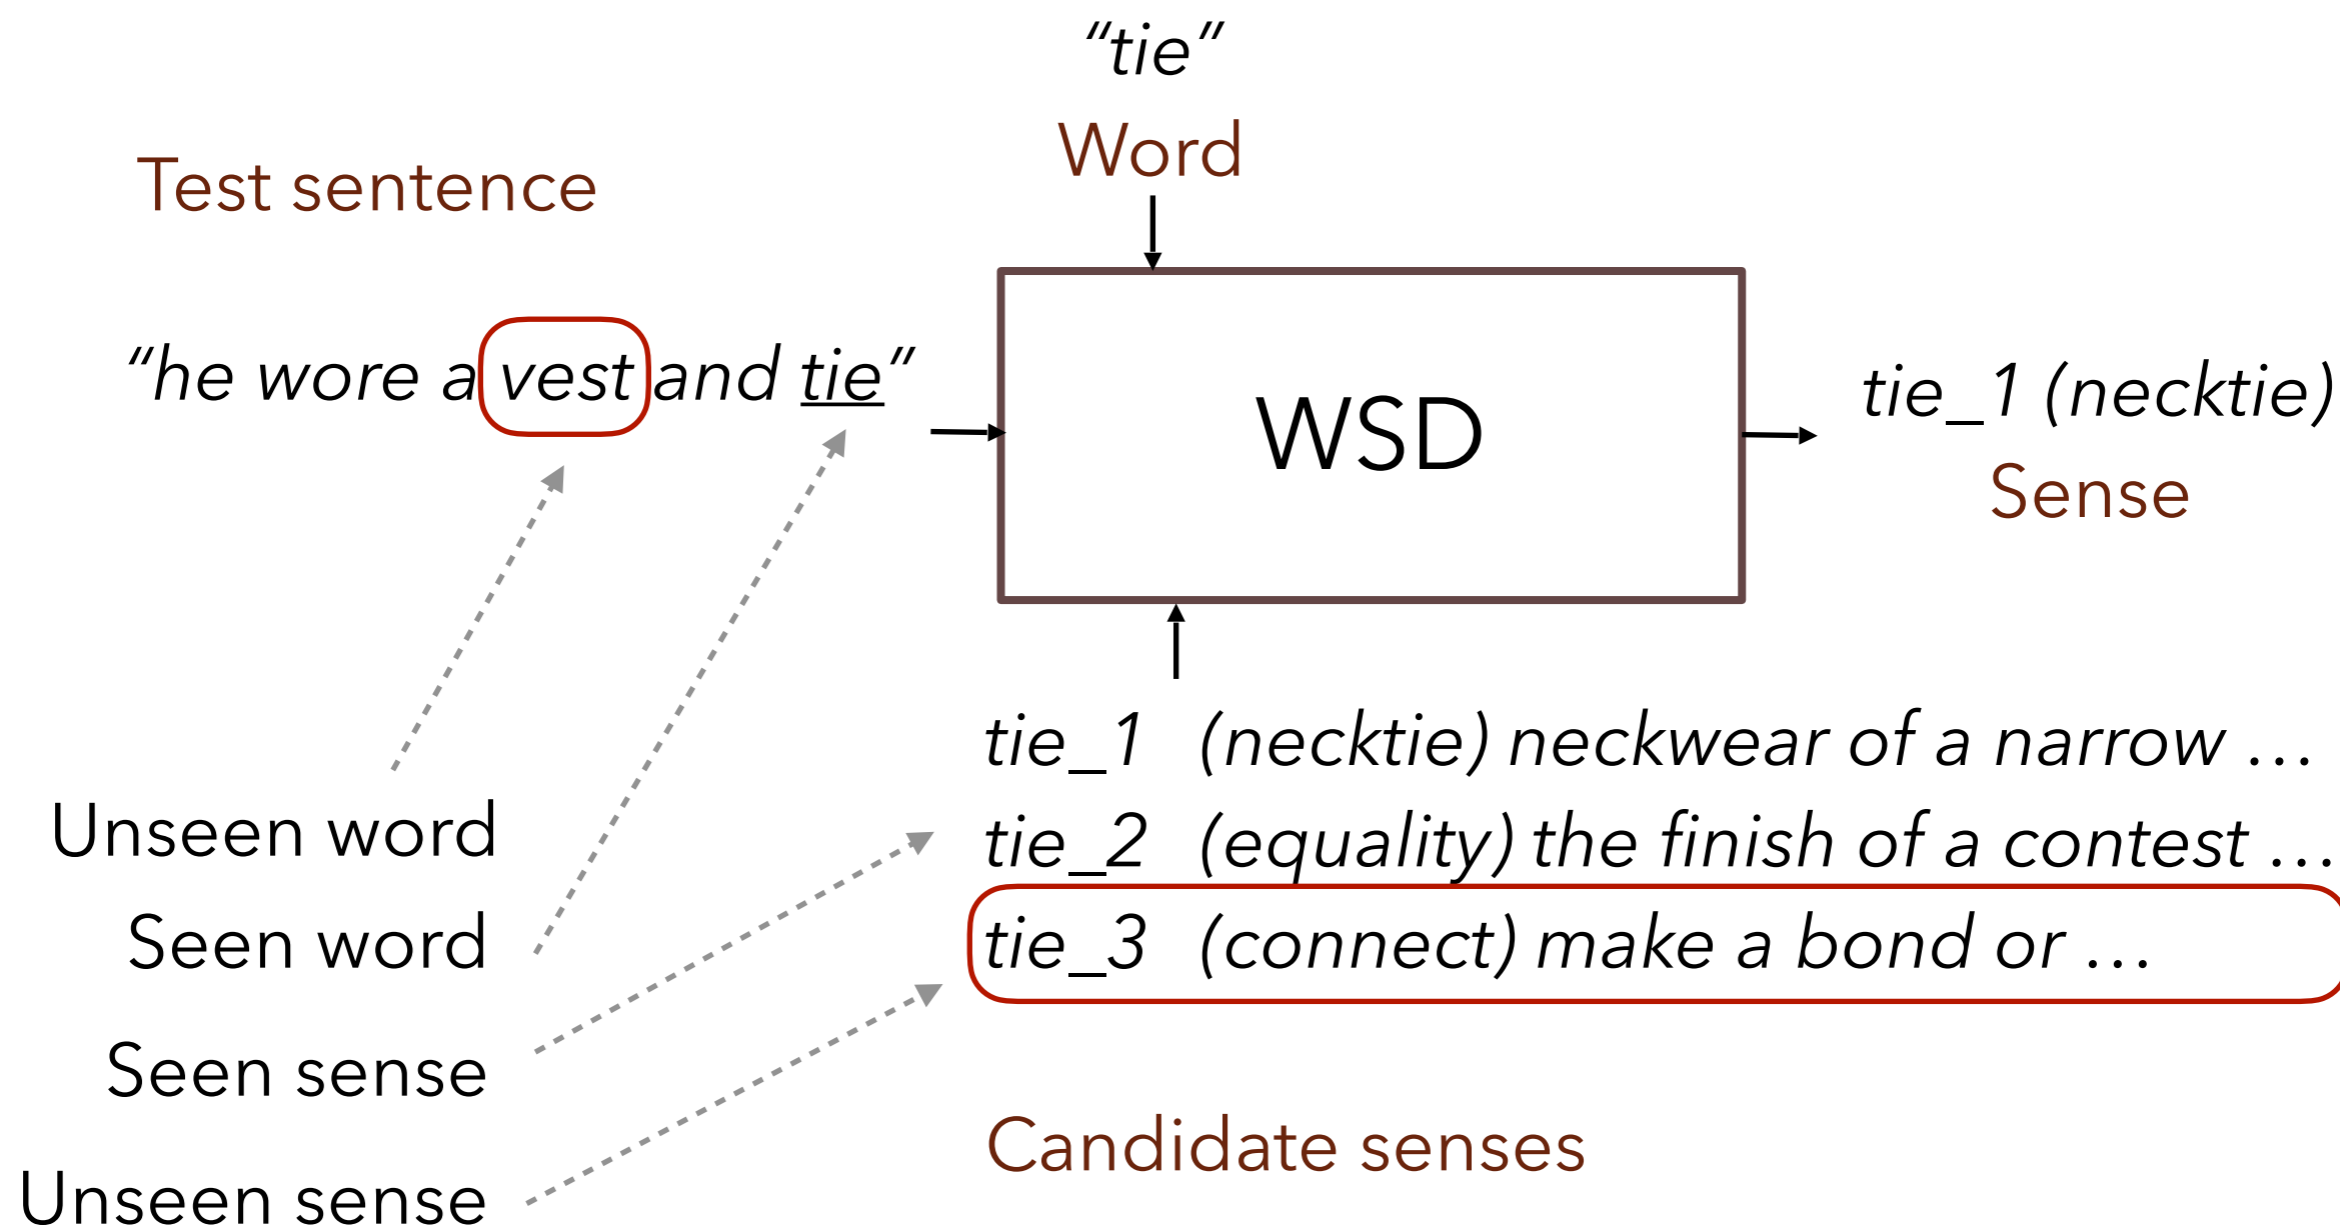 “tie”
Word
Test sentence
“he wore a vest and tie”
WSD
tie_1 (necktie)
Sense
tie_1 (necktie) neckwear of a narrow …
tie_2 (equality) the finish of a contest …
tie_3 (connect) make a bond or …
Unseen word
Seen word
Seen sense
Unseen sense
Candidate senses